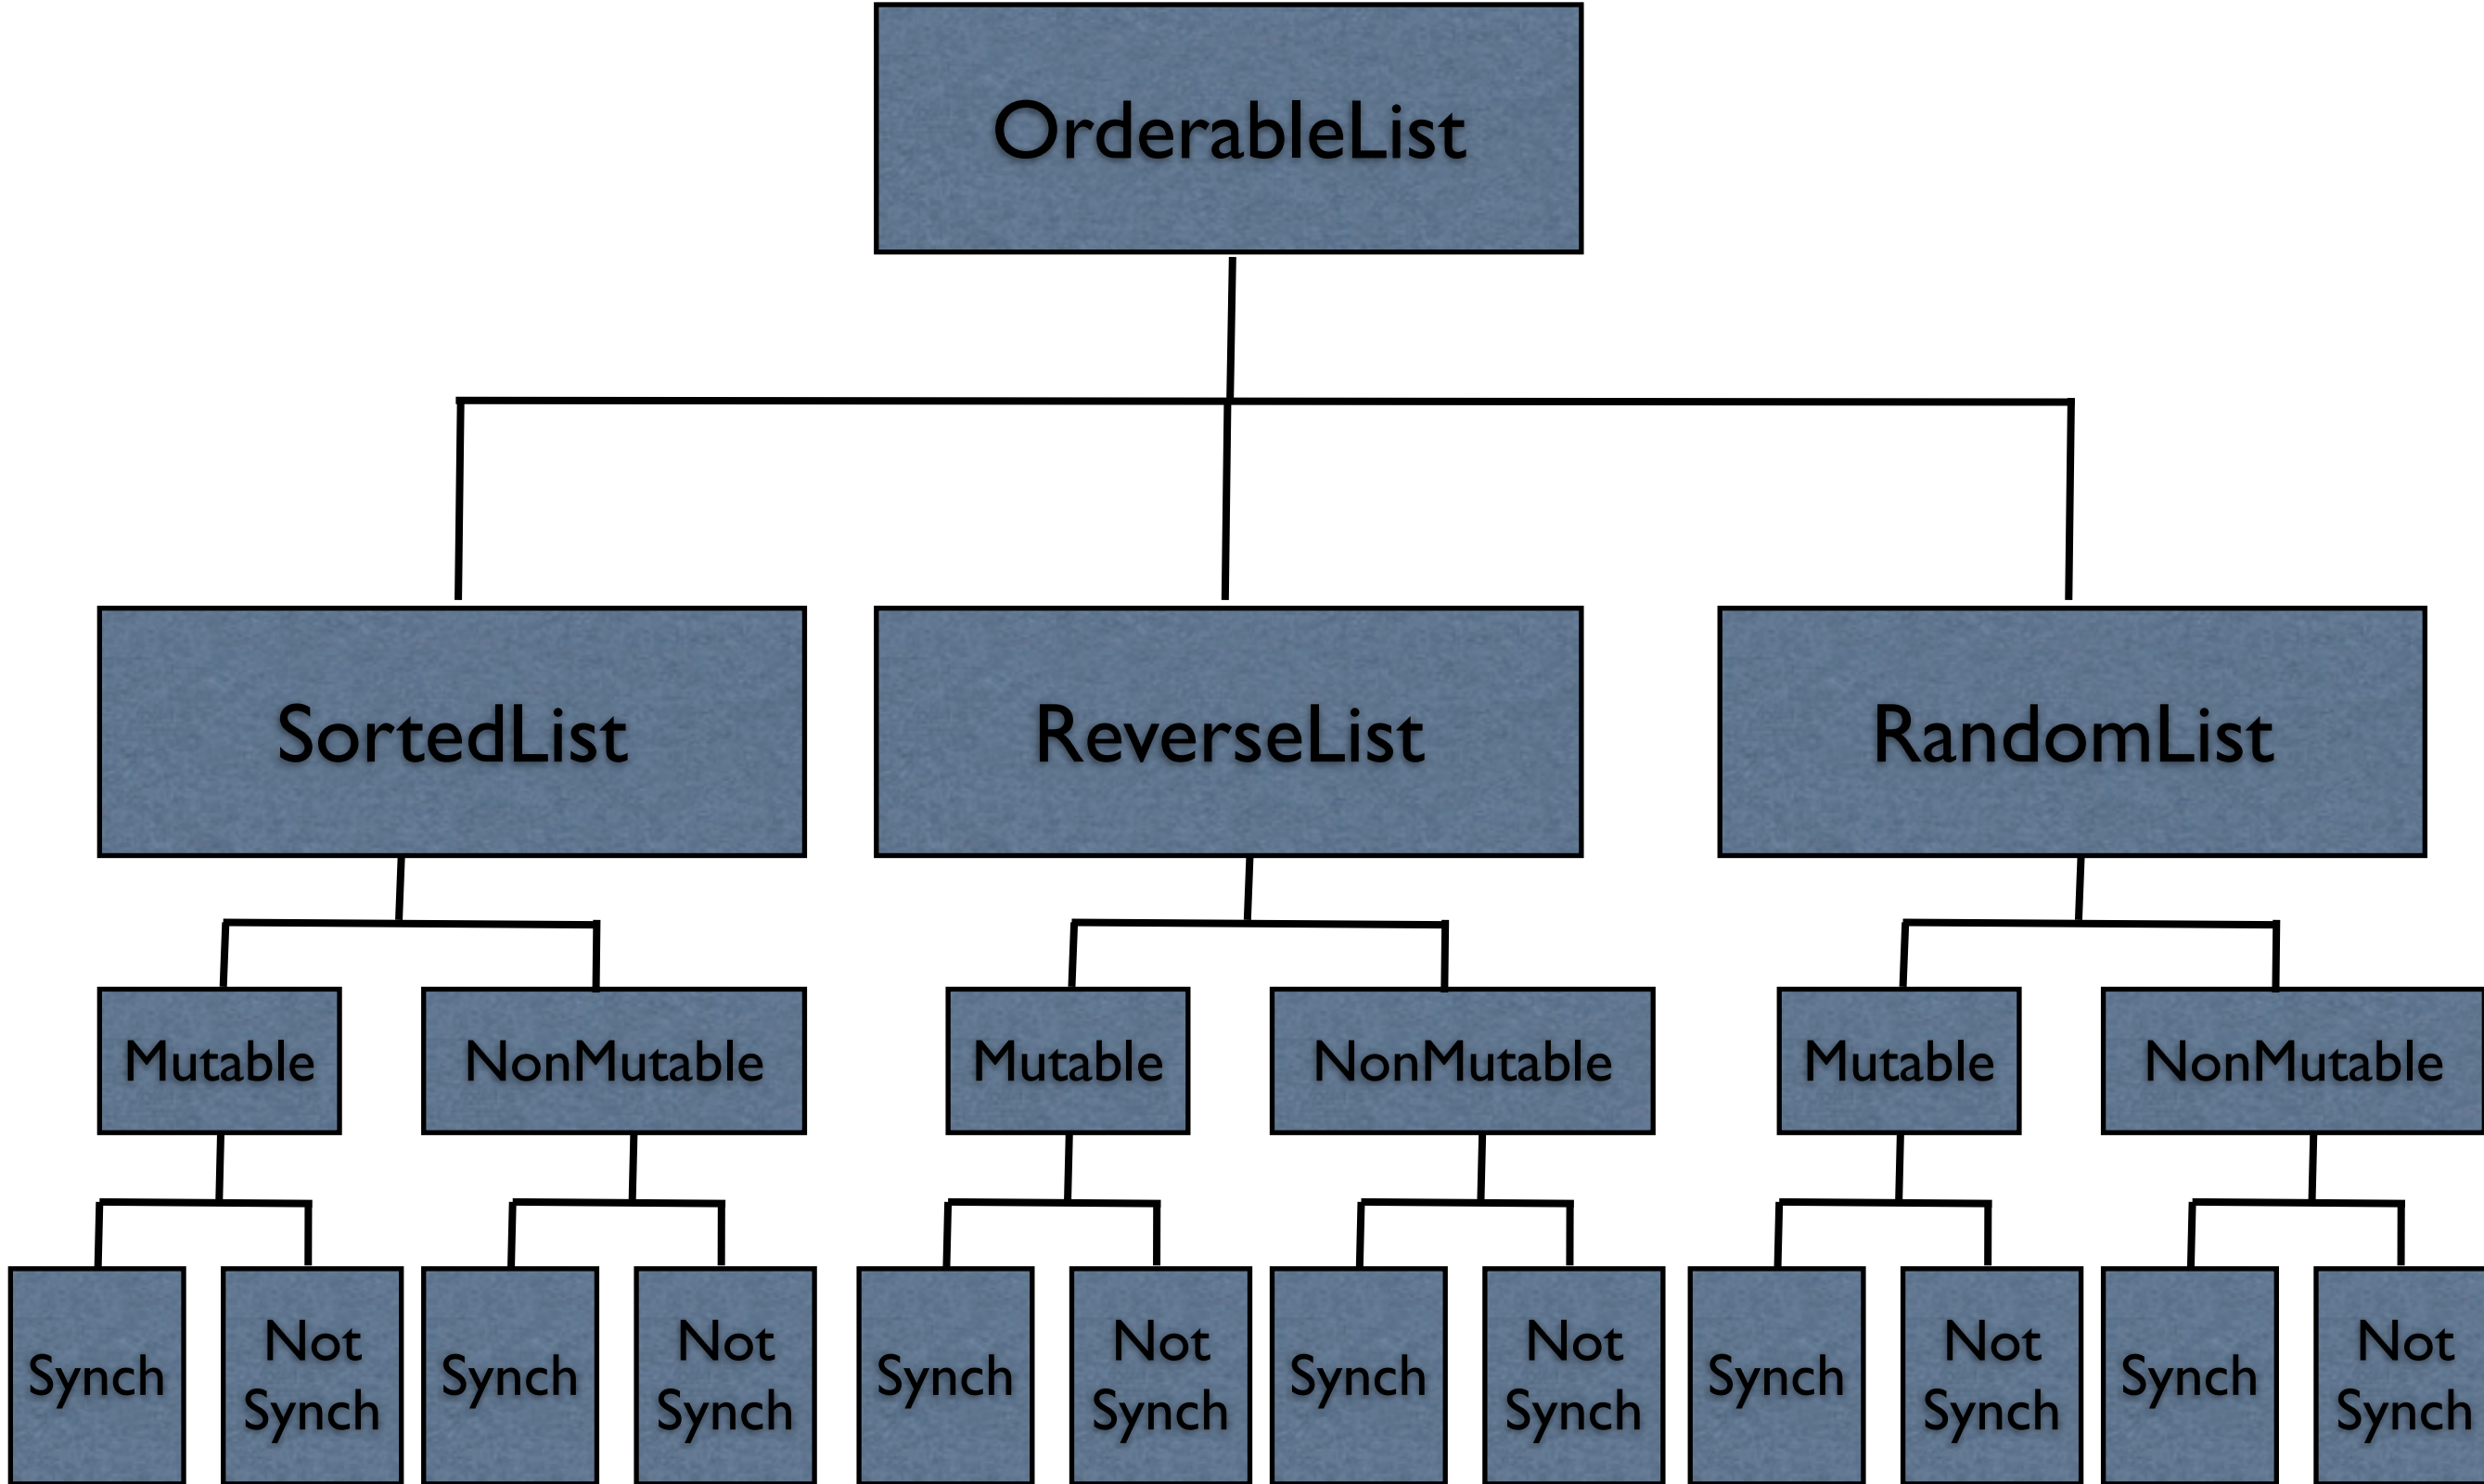 OrderableList
SortedList
ReverseList
RandomList
Mutable
NonMutable
Mutable
NonMutable
Mutable
NonMutable
Synch
Not
Synch
Synch
Not
Synch
Synch
Not
Synch
Synch
Not
Synch
Synch
Not
Synch
Synch
Not
Synch